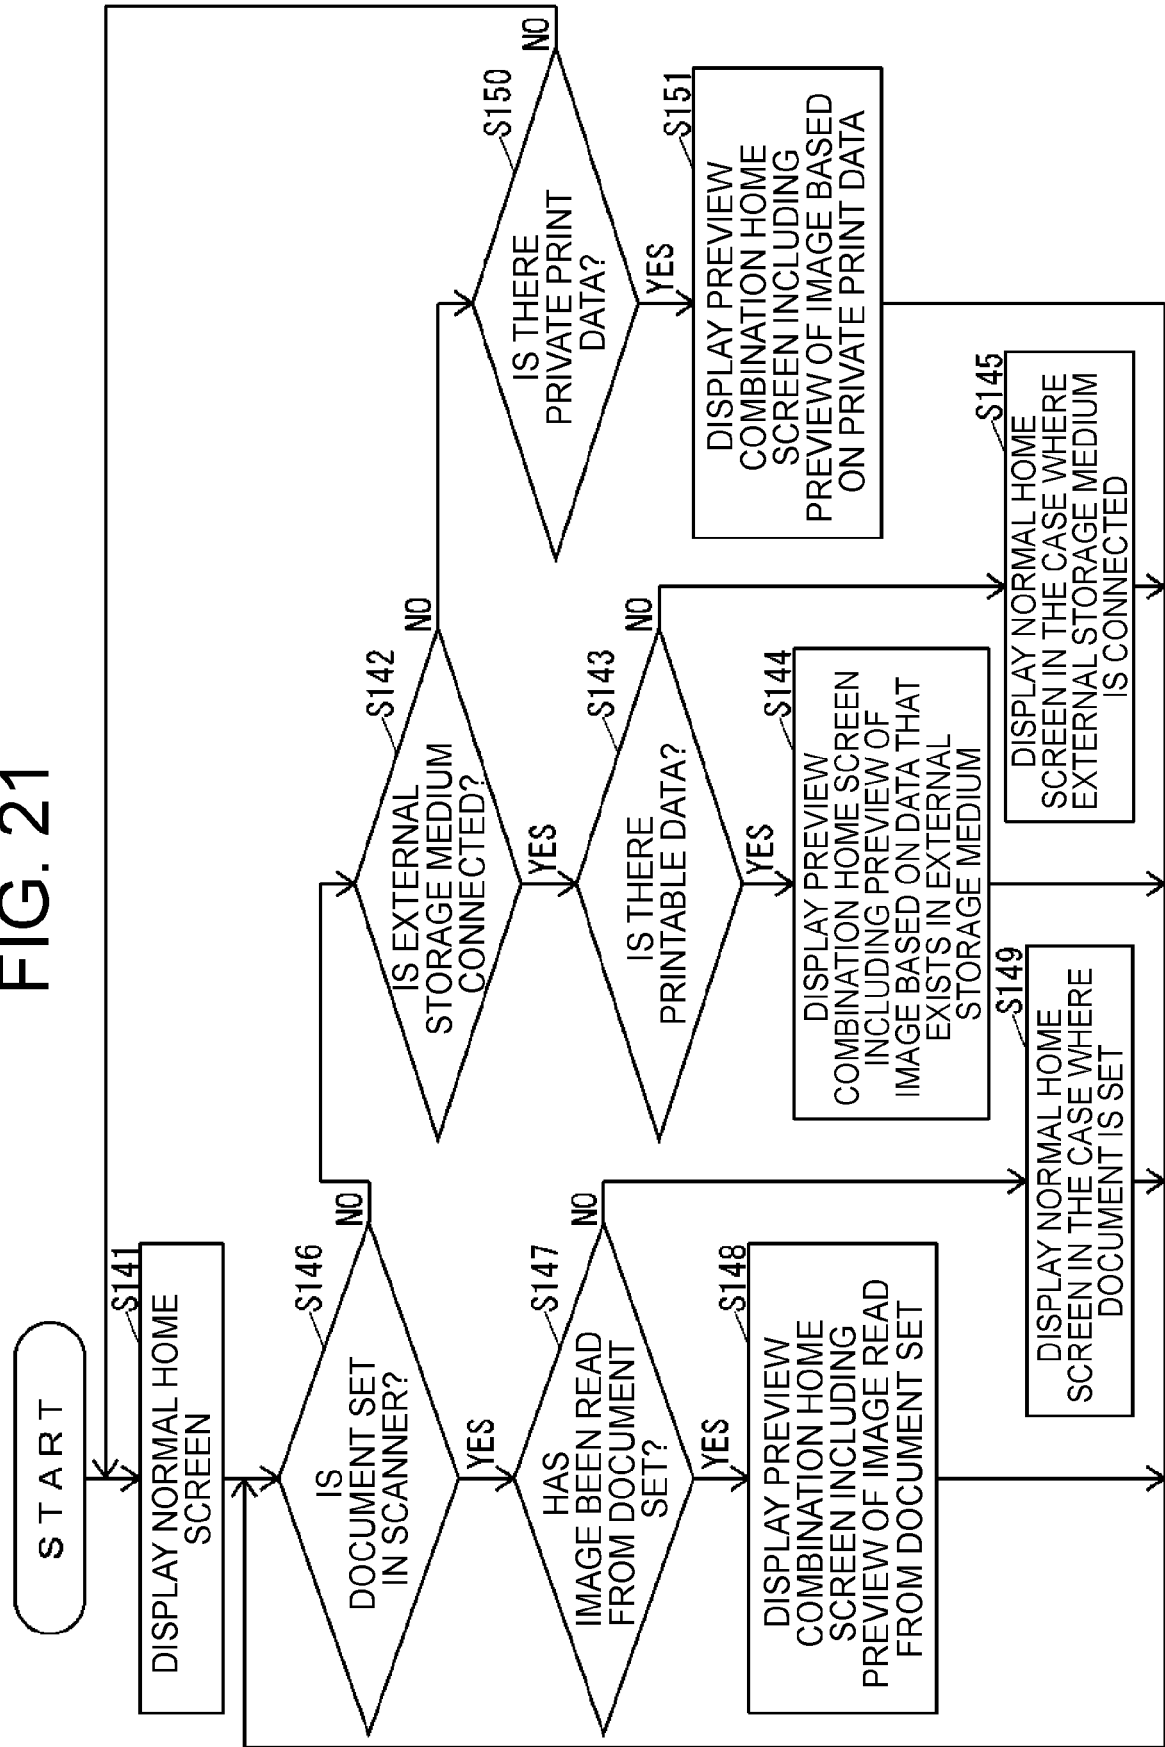 FIG. 21
START
S141
DISPLAY NORMAL HOME
SCREEN
S146
IS
DOCUMENT SET
IN SCANNER?
NO
YES
S147
HAS
IMAGE BEEN READ
FROM DOCUMENT
SET?
NO
YES
S148
DISPLAY PREVIEW
COMBINATION HOME
SCREEN INCLUDING
PREVIEW OF IMAGE READ
FROM DOCUMENT SET
S149
DISPLAY NORMAL HOME
SCREEN IN THE CASE WHERE
DOCUMENT IS SET
S142
IS EXTERNAL
STORAGE MEDIUM
CONNECTED?
NO
YES
S143
IS THERE
PRINTABLE DATA?
NO
YES
S144
DISPLAY PREVIEW
COMBINATION HOME SCREEN
INCLUDING PREVIEW OF
IMAGE BASED ON DATA THAT
EXISTS IN EXTERNAL
STORAGE MEDIUM
S145
DISPLAY NORMAL HOME
SCREEN IN THE CASE WHERE
EXTERNAL STORAGE MEDIUM
IS CONNECTED
S150
IS THERE
PRIVATE PRINT
DATA?
NO
YES
S151
DISPLAY PREVIEW
COMBINATION HOME
SCREEN INCLUDING
PREVIEW OF IMAGE BASED
ON PRIVATE PRINT DATA